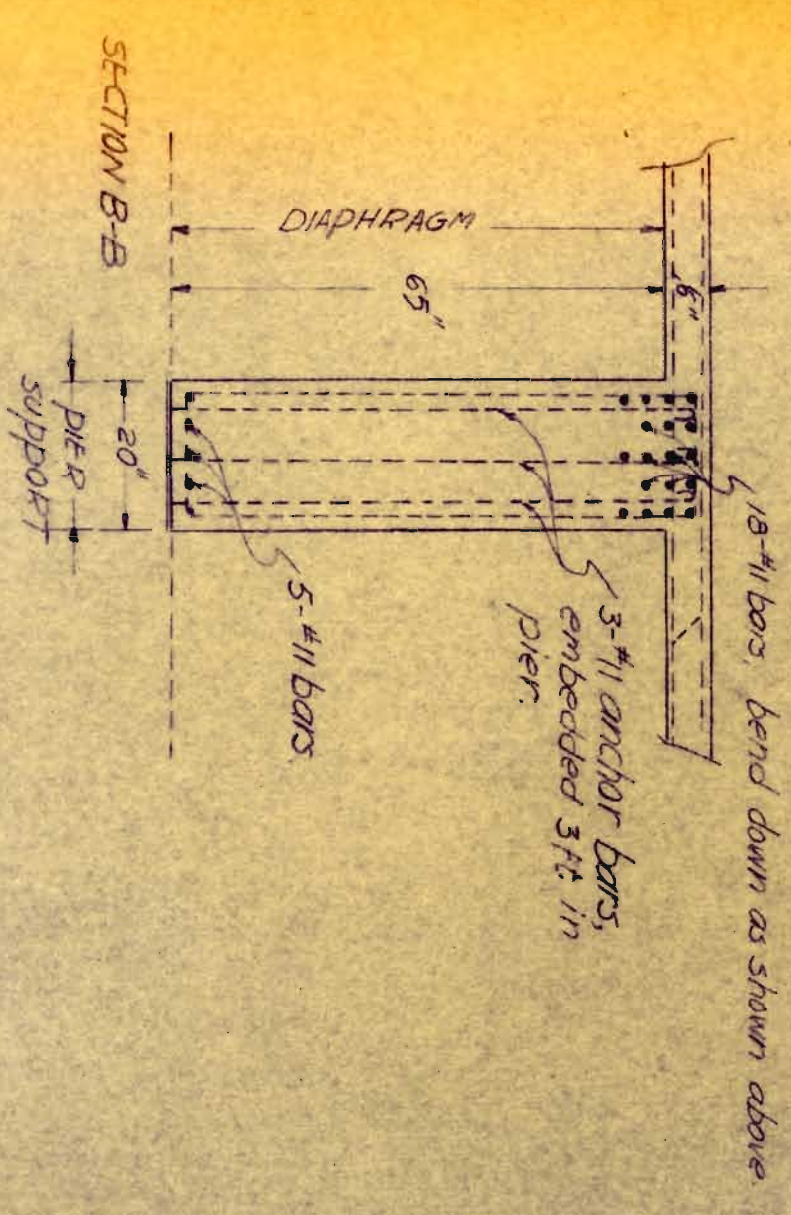 18-#11 bars, bend down as shown above.
6"
DIAPHRAGM
65"
3-#11 anchor bars,
embedded 3 ft. in
pier.
5-#11 bars
20"
PIER
SUPPORT
SECTION B-B